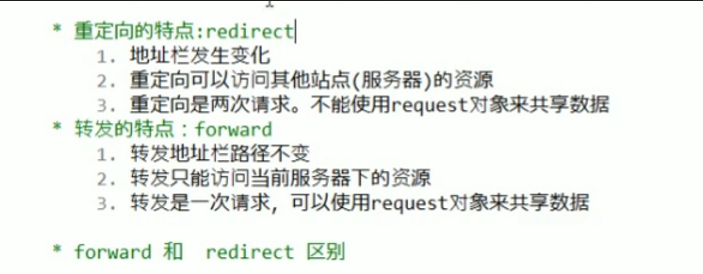 * 重定向的特点:redirect
1. 地址栏发生变化
2. 重定向可以访问其他站点(服务器)的资源
3. 重定向是两次请求。不能使用request对象来共享数据
* 转发的特点：forward
1. 转发地址栏路径不变
2. 转发只能访问当前服务器下的资源
3. 转发是一次请求，可以使用request对象来共享数据
* forward 和 redirect 区别